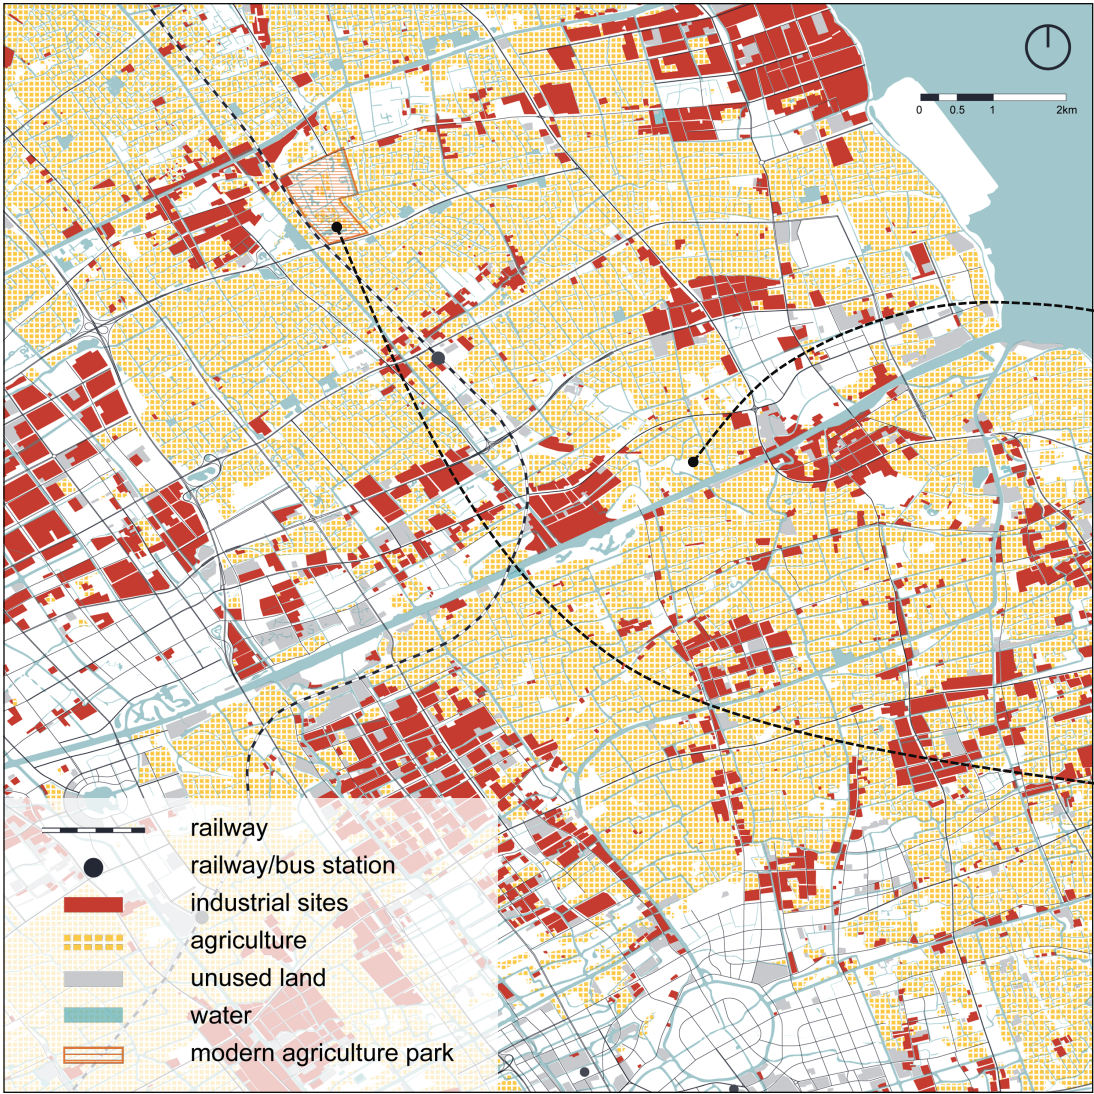 0 0.5 1 2km
railway
railway/bus station
industrial sites
agriculture
unused land
water
modern agriculture park